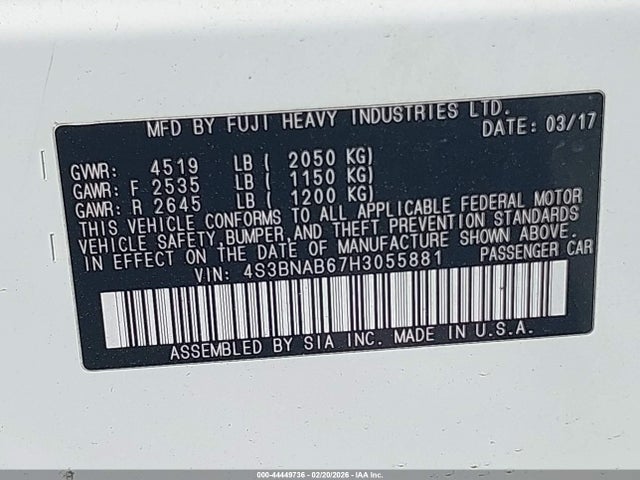 MFD BY FUJI HEAVY INDUSTRIES LTD.
DATE: 03/17
GVWR: 4519 LB ( 2050 KG)
GAWR: F 2535 LB ( 1150 KG)
GAWR: R 2645 LB ( 1200 KG)
THIS VEHICLE CONFORMS TO ALL APPLICABLE FEDERAL MOTOR
VEHICLE SAFETY, BUMPER, AND THEFT PREVENTION STANDARDS
IN EFFECT ON THE DATE OF MANUFACTURE SHOWN ABOVE.
VIN: 4S3BNAB67H3055881 PASSENGER CAR
ASSEMBLED BY SIA INC. MADE IN U.S.A.
000-44449736 - 02/20/2026 - IAA Inc.